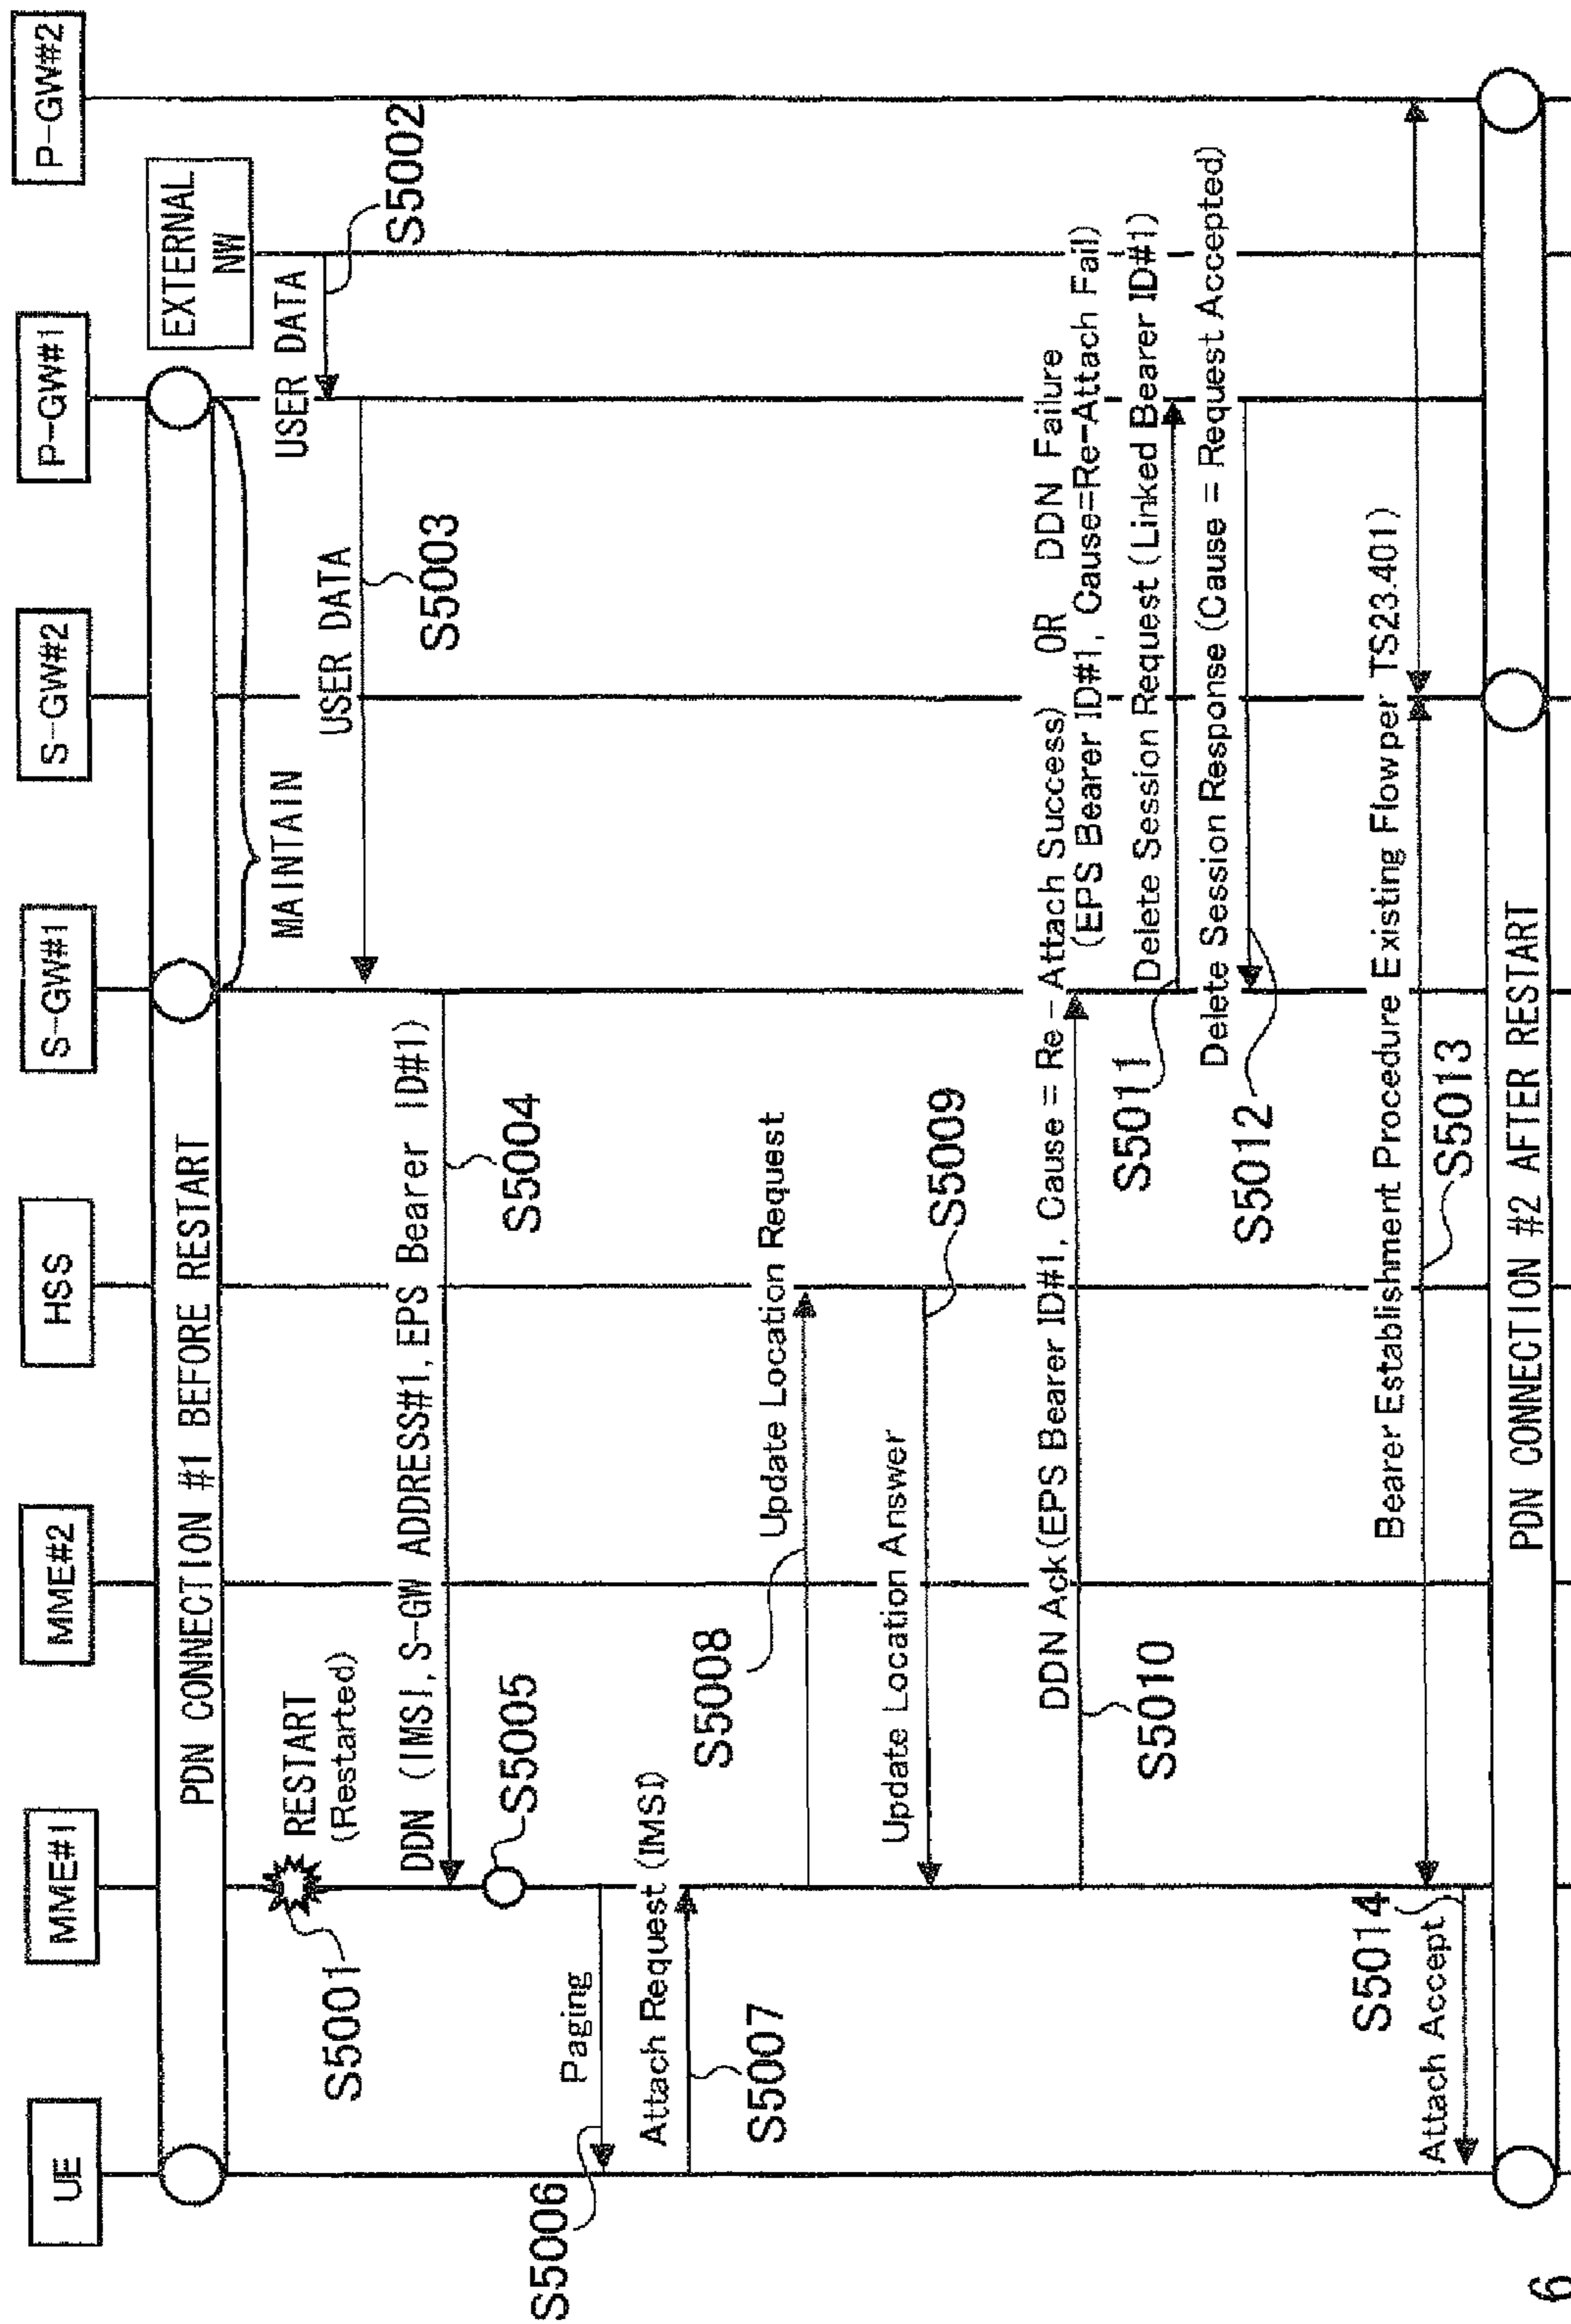 UE
MME#1
MME#2
HSS
S-GW#1
S-GW#2
P-GW#1
P-GW#2
EXTERNAL
NW
PDN CONNECTION #1 BEFORE RESTART
MAINTAIN
S5001
RESTART
(Restarted)
USER DATA
S5002
USER DATA
S5003
DDN (IMSI, S-GW ADDRESS#1, EPS Bearer ID#1)
S5004
S5005
S5006
Paging
Attach Request (IMSI)
S5007
S5008
Update Location Request
Update Location Answer
S5009
DDN Ack(EPS Bearer ID#1, Cause = Re-Attach Success) OR DDN Failure
(EPS Bearer ID#1, Cause=Re-Attach Fail)
S5010
Delete Session Request (Linked Bearer ID#1)
S5011
Delete Session Response (Cause = Request Accepted)
S5012
Bearer Establishment Procedure Existing Flowper TS23.401)
S5013
S5014
Attach Accept
PDN CONNECTION #2 AFTER RESTART
6